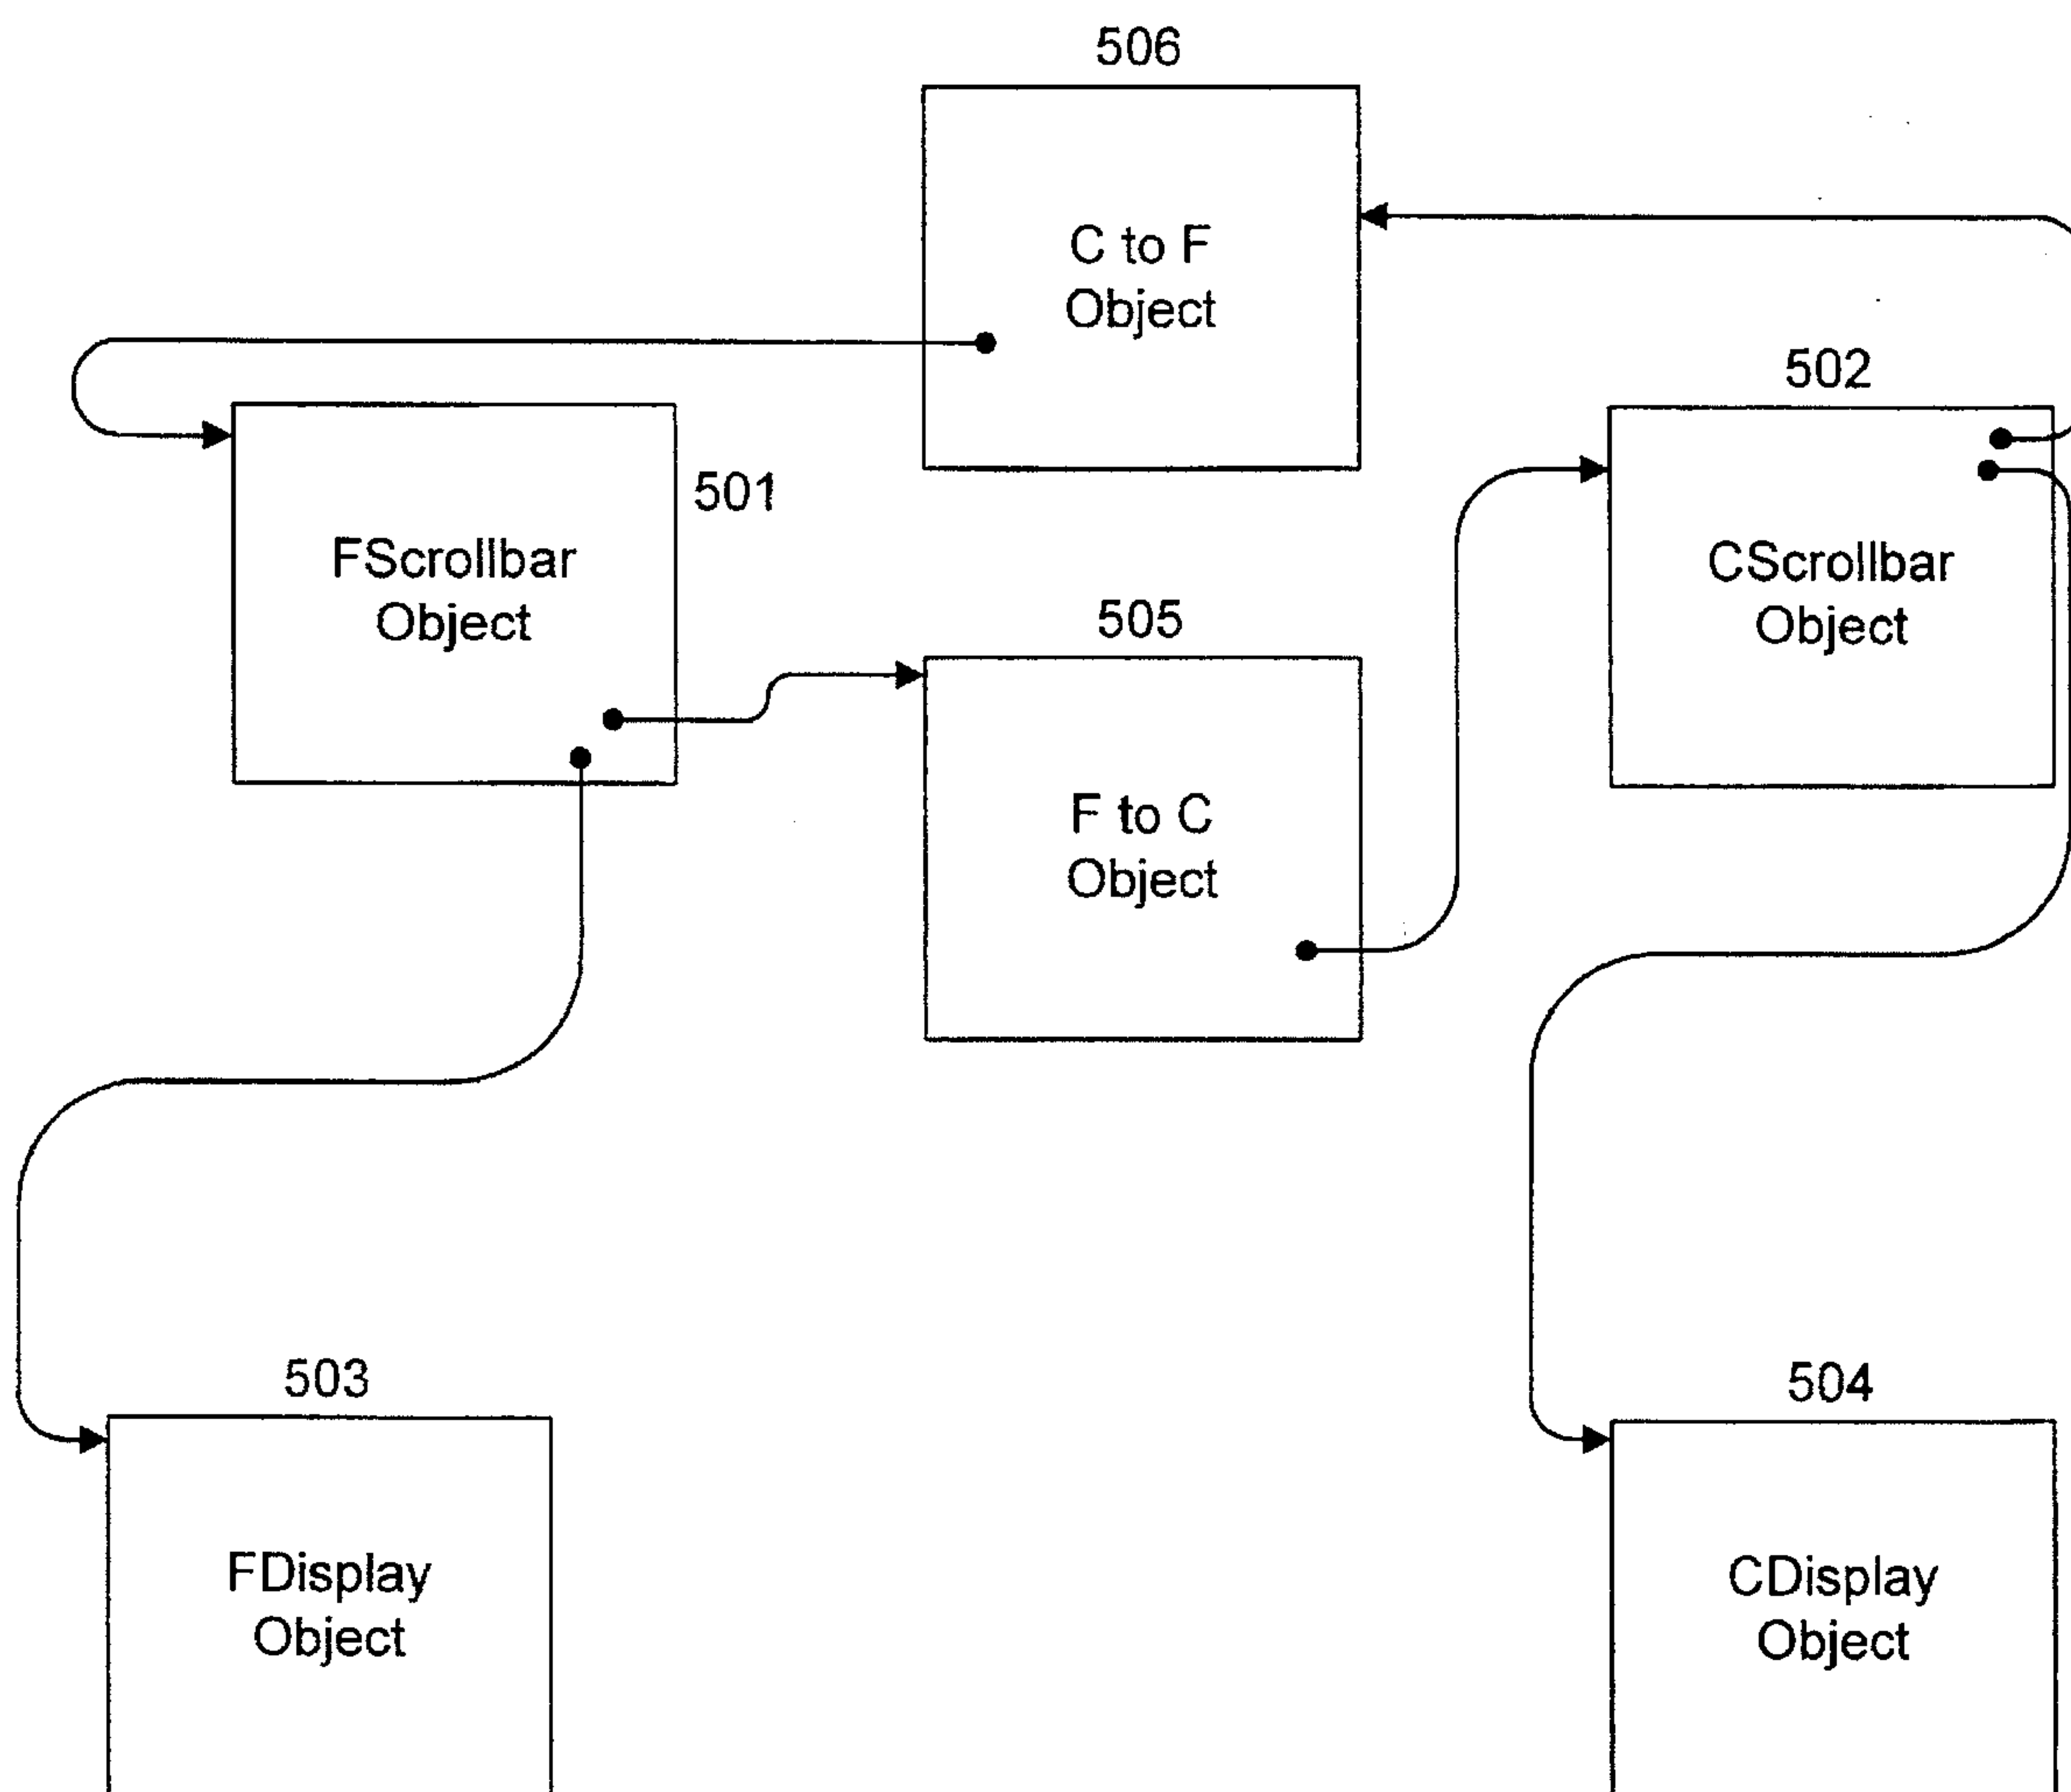 506
C to F
Object
502
501
FScrollbar
Object
CScrollbar
Object
505
F to C
Object
503
504
FDisplay
Object
CDisplay
Object